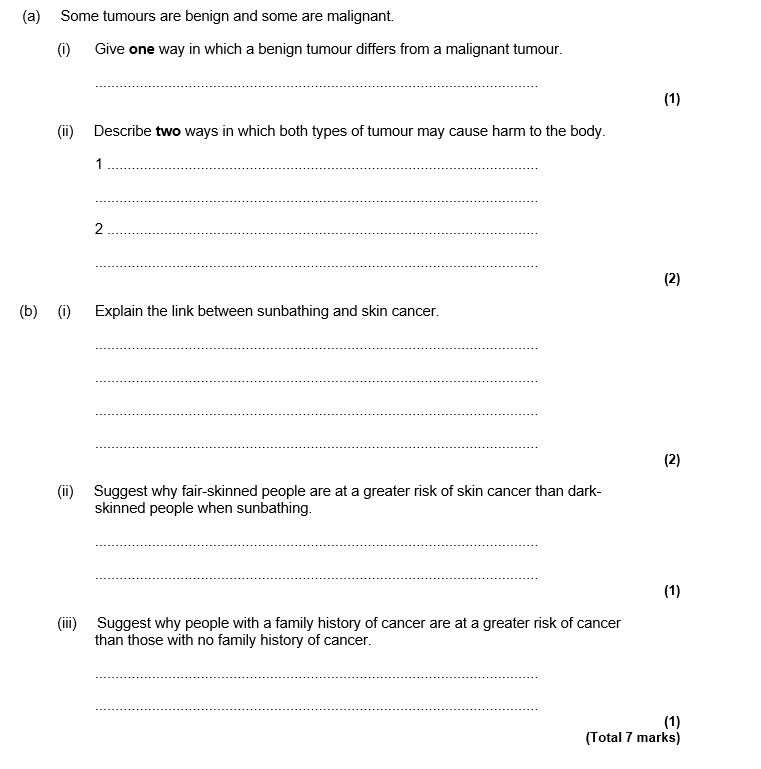 (a) Some tumours are benign and some are malignant.
(i) Give one way in which a benign tumour differs from a malignant tumour.
(1)
(ii) Describe two ways in which both types of tumour may cause harm to the body.
1
2
(2)
(b) (i) Explain the link between sunbathing and skin cancer.
(2)
(ii) Suggest why fair-skinned people are at a greater risk of skin cancer than dark-
skinned people when sunbathing.
(1)
(iii) Suggest why people with a family history of cancer are at a greater risk of cancer
than those with no family history of cancer.
(1)
(Total 7 marks)